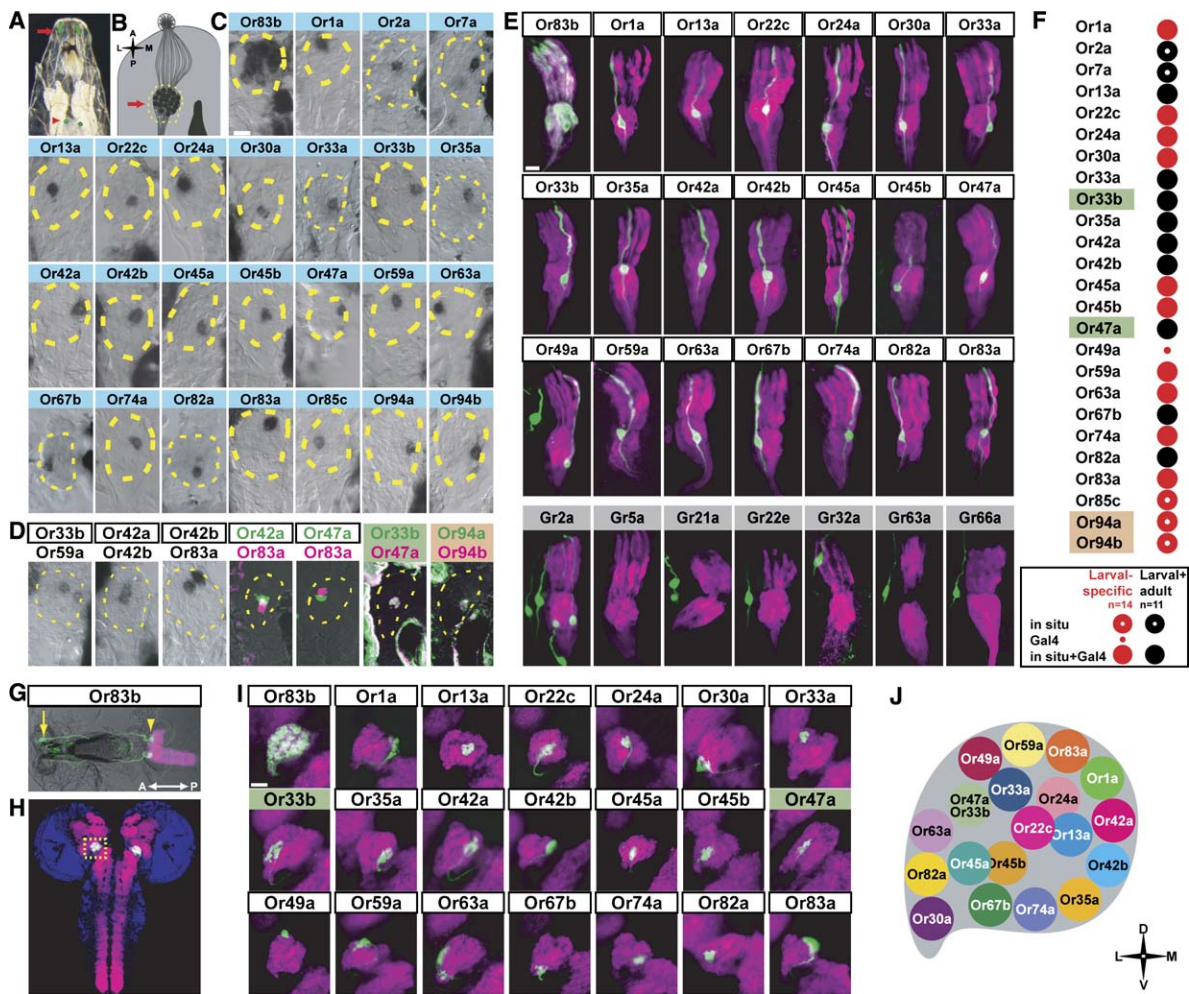 A
B
A
L M
P
C
Or83b Or1a Or2a Or7a
Or13a Or22c Or24a Or30a Or33a Or33b Or35a
Or42a Or42b Or45a Or45b Or47a Or59a Or63a
Or67b Or74a Or82a Or83a Or85c Or94a Or94b
D
Or33b Or42a Or42b Or42a Or47a Or33b Or94a
Or59a Or42b Or83a Or83a Or83a Or47a Or94b
E
Or83b Or1a Or13a Or22c Or24a Or30a Or33a
Or33b Or35a Or42a Or42b Or45a Or45b Or47a
Or49a Or59a Or63a Or67b Or74a Or82a Or83a
Gr2a Gr5a Gr21a Gr22e Gr32a Gr63a Gr66a
F
Or1a
Or2a
Or7a
Or13a
Or22c
Or24a
Or30a
Or33a
Or33b
Or35a
Or42a
Or42b
Or45a
Or45b
Or47a
Or49a
Or59a
Or63a
Or67b
Or74a
Or82a
Or83a
Or85c
Or94a
Or94b
Larval- Larval+
specific adult
n=14 n=11
in situ
Gal4
in situ+Gal4
G
Or83b
A P
H
I
Or83b Or1a Or13a Or22c Or24a Or30a Or33a
Or33b Or35a Or42a Or42b Or45a Or45b Or47a
Or49a Or59a Or63a Or67b Or74a Or82a Or83a
J
Or59a
Or83a
Or49a
Or1a
Or33a
Or24a
Or47a
Or33b
Or42a
Or63a
Or22c
Or13a
Or45a
Or45b
Or42b
Or82a
Or35a
Or67b
Or74a
Or30a
D
L M
V